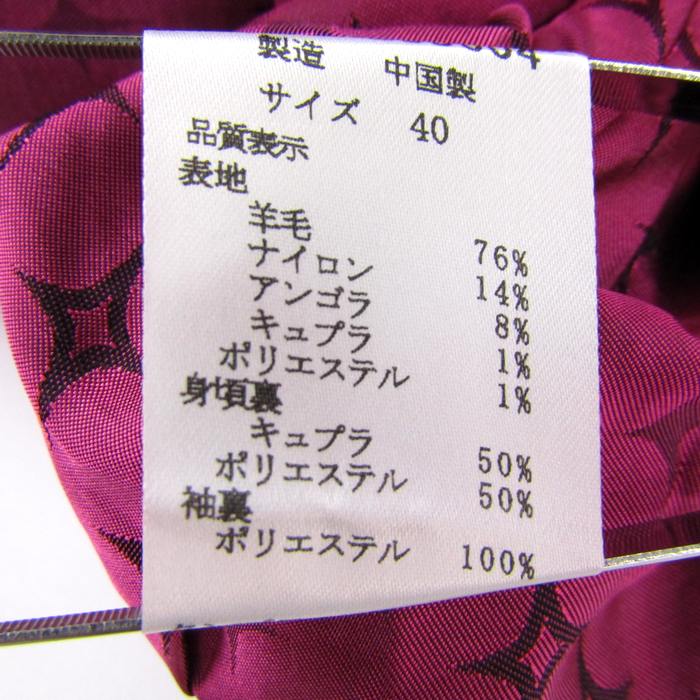 製造 中国製
サイズ 40
品質表示
表地
羊毛 76%
ナイロン 14%
アンゴラ 8%
キュプラ 1%
ポリエステル 1%
身頃裏
キュプラ 50%
ポリエステル 50%
袖裏
ポリエステル 100%